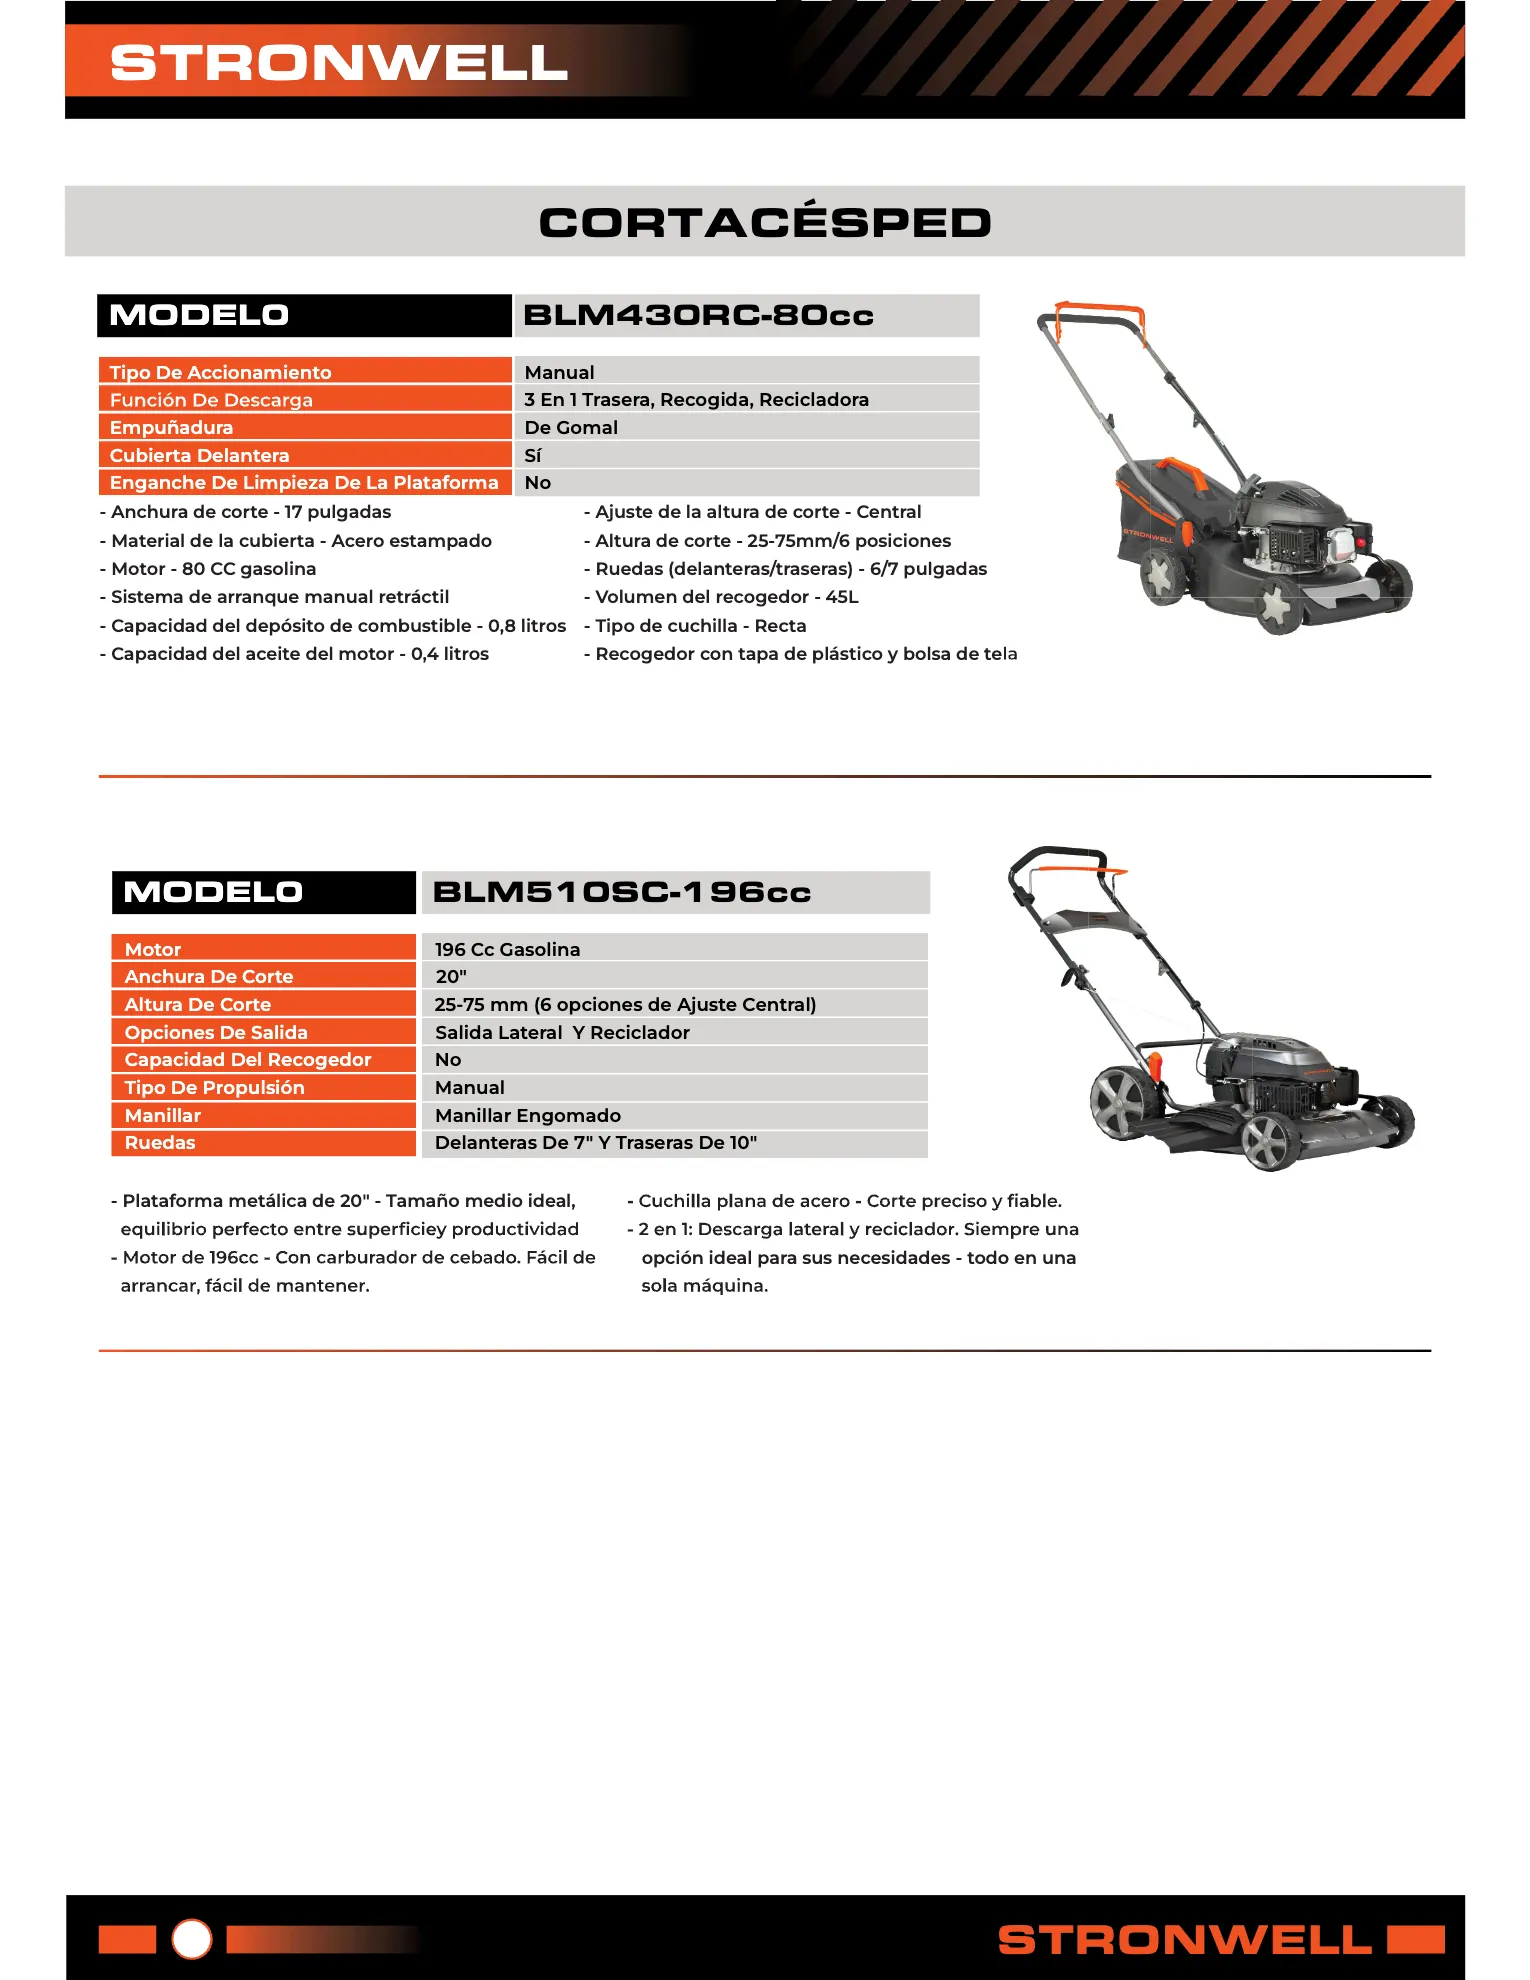 STRONWELL
CORTACÉSPED
MODELO BLM430RC-80cc
Tipo De Accionamiento Manual
Función De Descarga 3 En 1 Trasera, Recogida, Recicladora
Empuñadura De Gomal
Cubierta Delantera Sí
Enganche De Limpieza De La Plataforma No
- Anchura de corte - 17 pulgadas
- Material de la cubierta - Acero estampado
- Motor - 80 CC gasolina
- Sistema de arranque manual retráctil
- Capacidad del depósito de combustible - 0,8 litros
- Capacidad del aceite del motor - 0,4 litros
- Ajuste de la altura de corte - Central
- Altura de corte - 25-75mm/6 posiciones
- Ruedas (delanteras/traseras) - 6/7 pulgadas
- Volumen del recogedor - 45L
- Tipo de cuchilla - Recta
- Recogedor con tapa de plástico y bolsa de tela
STRONWELL
MODELO BLM510SC-196cc
Motor 196 Cc Gasolina
Anchura De Corte 20"
Altura De Corte 25-75 mm (6 opciones de Ajuste Central)
Opciones De Salida Salida Lateral Y Reciclador
Capacidad Del Recogedor No
Tipo De Propulsión Manual
Manillar Manillar Engomado
Ruedas Delanteras De 7" Y Traseras De 10"
STRONWELL
- Plataforma metálica de 20" - Tamaño medio ideal,
equilibrio perfecto entre superficiey productividad
- Motor de 196cc - Con carburador de cebado. Fácil de
arrancar, fácil de mantener.
- Cuchilla plana de acero - Corte preciso y fiable.
- 2 en 1: Descarga lateral y reciclador. Siempre una
opción ideal para sus necesidades - todo en una
sola máquina.
STRONWELL